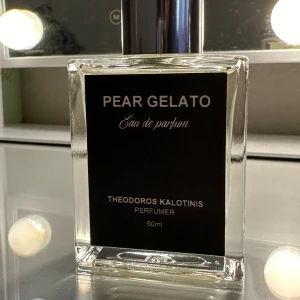 PEAR GELATO
Eau de parfum
THEODOROS KALOTINIS
PERFUMER
50ml